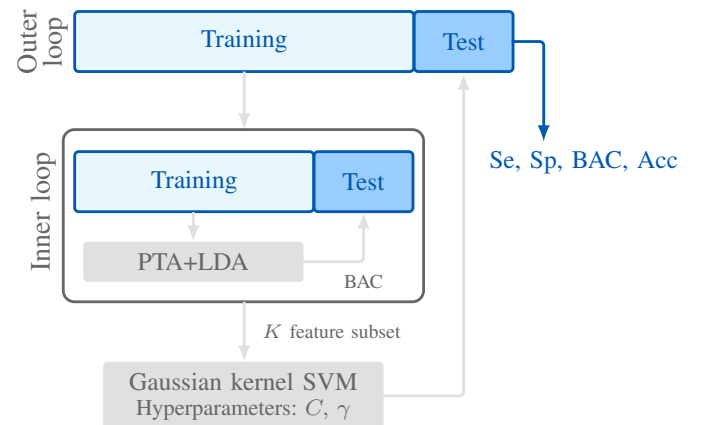 Outer
loop
Training
Test
Se, Sp, BAC, Acc
Inner loop
Training
Test
PTA+LDA
BAC
K feature subset
Gaussian kernel SVM
Hyperparameters: C, γ